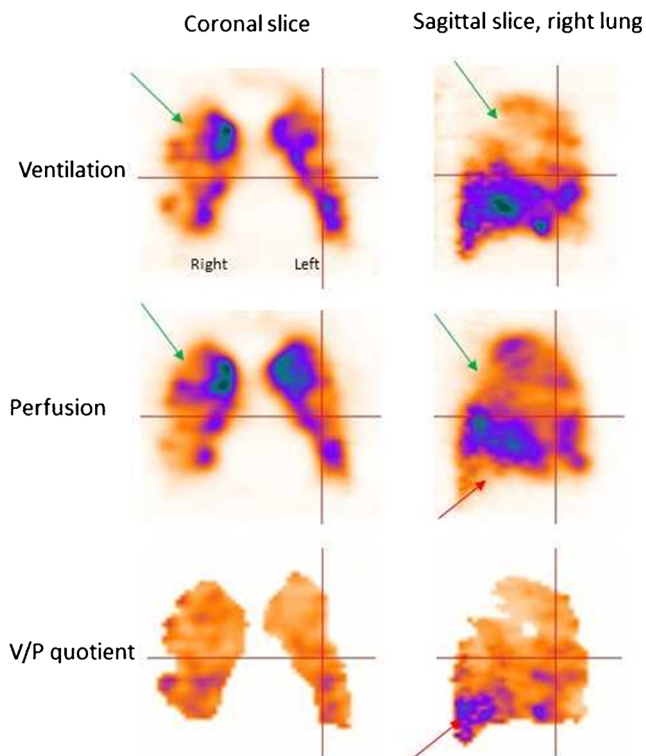 Coronal slice
Sagittal slice, right lung
Ventilation
Right
Left
Perfusion
V/P quotient